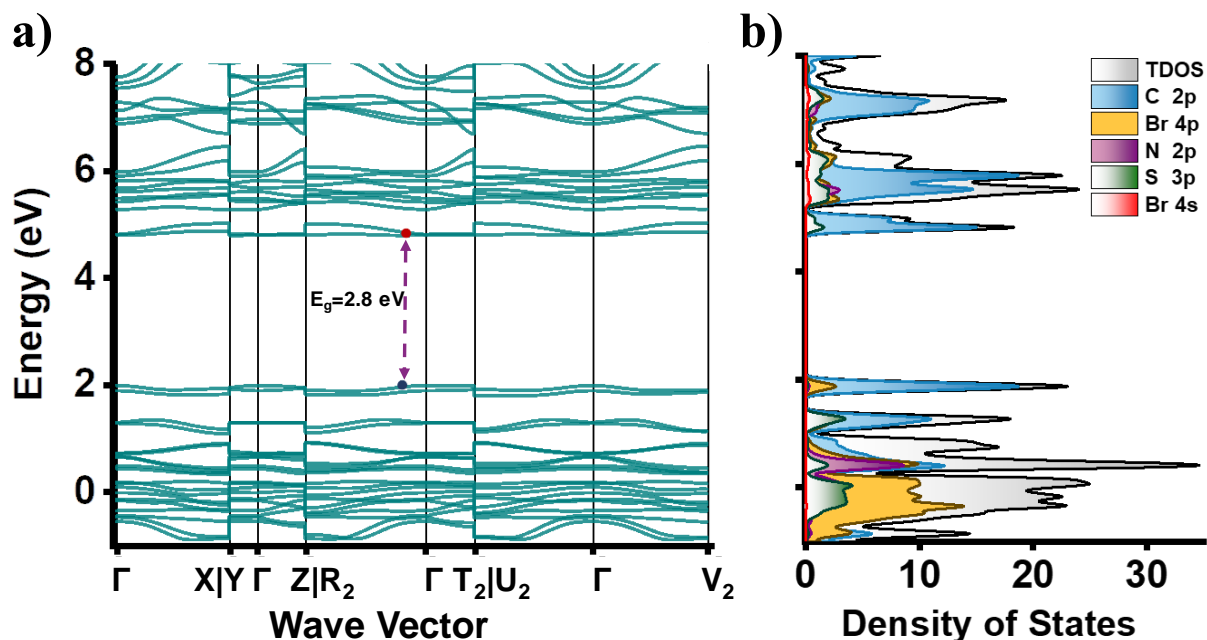 a)
8
6
4
2
0
Energy (eV)
E₉=2.8 eV
Γ X|Y Γ Z|R₂ Γ T₂|U₂ Γ V₂
Wave Vector
b)
TDOS
C 2p
Br 4p
N 2p
S 3p
Br 4s
0 10 20 30
Density of States